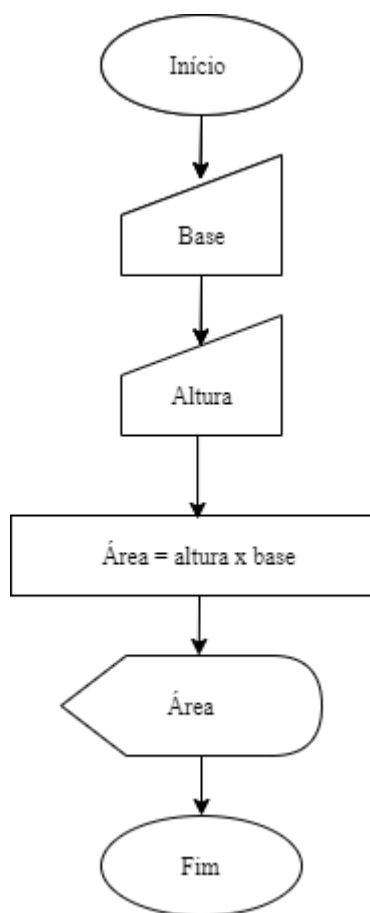 Início
Base
Altura
Área = altura x base
Área
Fim